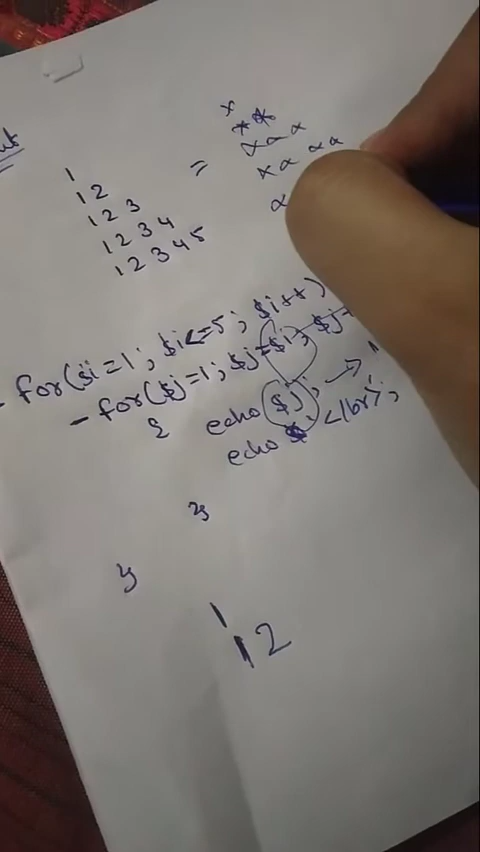 1
1 2
1 2 3
1 2 3 4
1 2 3 4 5
=
*
* *
* * *
* * * *
*
- for($i=1; $i<=5; $i++)
- for($j=1; $j=$i; $j+
{ echo $j; →
echo ' </br>';
}
}
1
1 2